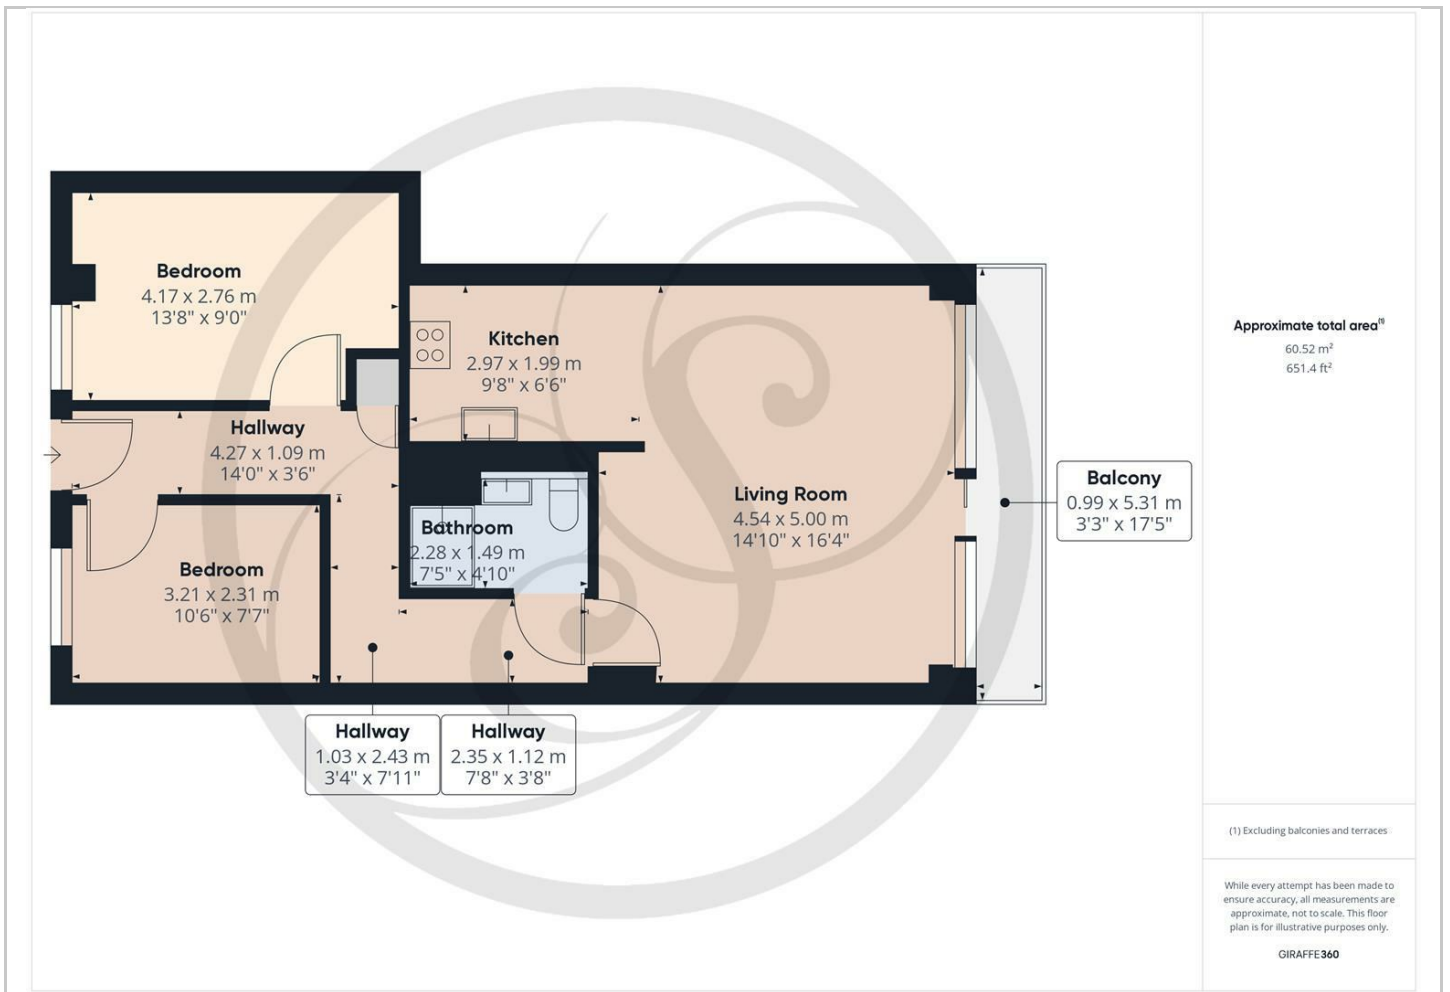 Bedroom
4.17 x 2.76 m
13'8" x 9'0"
Kitchen
2.97 x 1.99 m
9'8" x 6'6"
Hallway
4.27 x 1.09 m
14'0" x 3'6"
Bathroom
2.28 x 1.49 m
7'5" x 4'10"
Living Room
4.54 x 5.00 m
14'10" x 16'4"
Balcony
0.99 x 5.31 m
3'3" x 17'5"
Bedroom
3.21 x 2.31 m
10'6" x 7'7"
Hallway
1.03 x 2.43 m
3'4" x 7'11"
Hallway
2.35 x 1.12 m
7'8" x 3'8"
Approximate total area⁽¹⁾
60.52 m²
651.4 ft²
(1) Excluding balconies and terraces
While every attempt has been made to
ensure accuracy, all measurements are
approximate, not to scale. This floor
plan is for illustrative purposes only.
GIRAFFE360